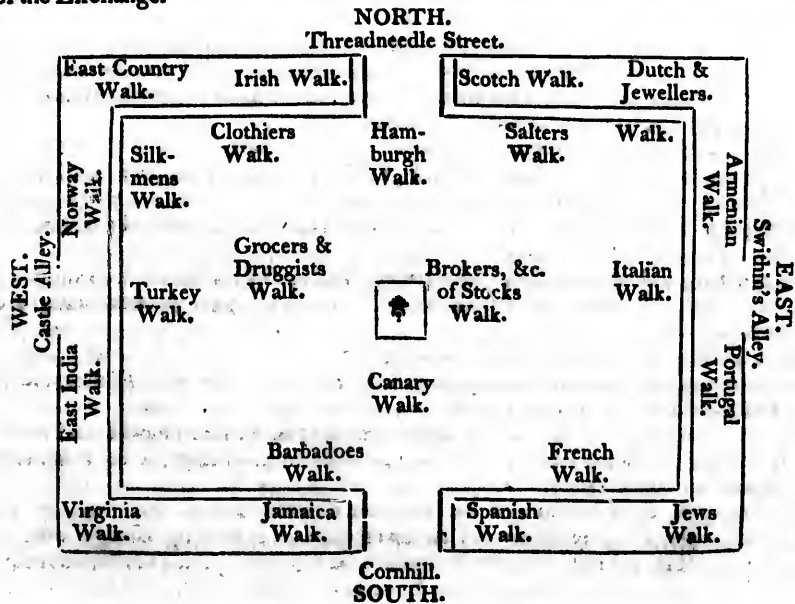 of the Exchange.
NORTH.
Threadneedle Street.
East Country
Walk.
Irish Walk.
Scotch Walk.
Dutch &
Jewellers.
Clothiers
Walk.
Ham-
burgh
Walk.
Salters
Walk.
Walk.
Silk-
mens
Walk.
Norway
Walk.
Armenian
Walk.
WEST.
Castle Alley.
Grocers &
Druggists
Walk.
Turkey
Walk.
Brokers, &c.
of Stocks
Walk.
Italian
Walk.
Swithin's Alley.
EAST.
East India
Walk.
Canary
Walk.
Portugal
Walk.
Barbadoes
Walk.
French
Walk.
Virginia
Walk.
Jamaica
Walk.
Spanish
Walk.
Jews
Walk.
Cornhill.
SOUTH.